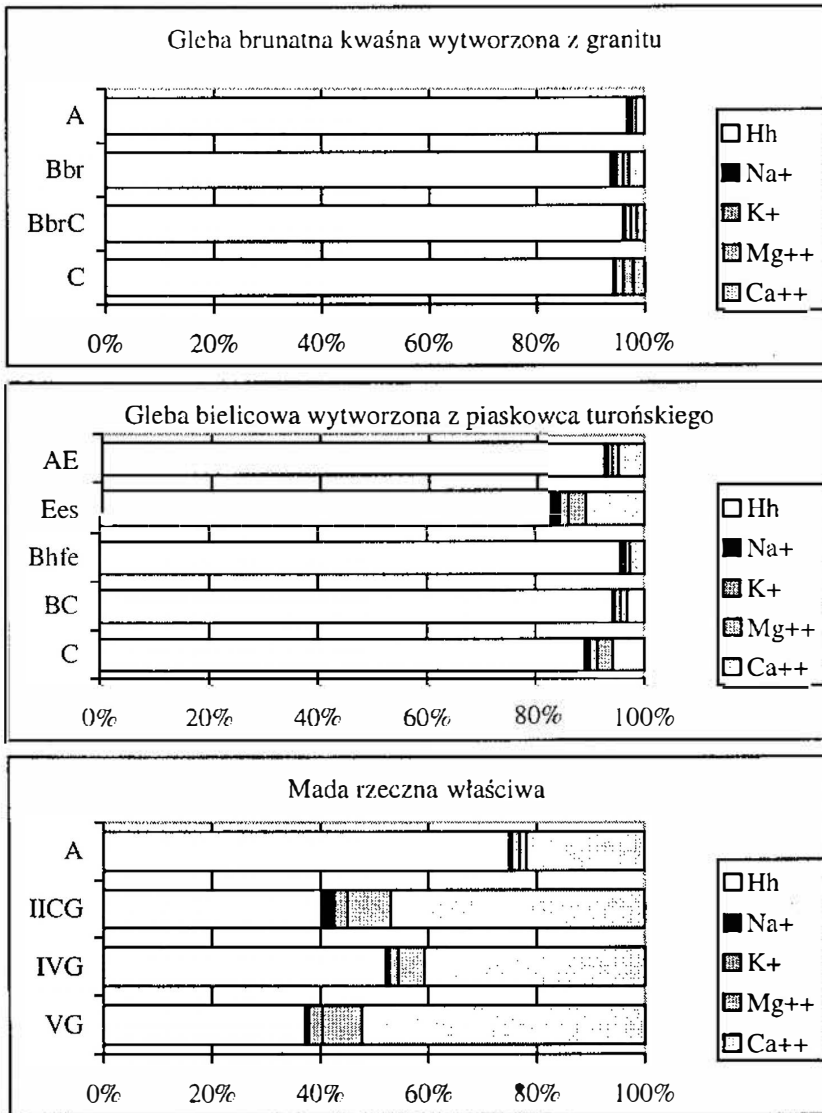 Gleba brunatna kwaśna wytworzona z granitu
A
Bbr
BbrC
C
0% 20% 40% 60% 80% 100%
Hh
Na+
K+
Mg++
Ca++
Gleba bielicowa wytworzona z piaskowca turońskiego
AE
Ees
Bhfe
BC
C
0% 20% 40% 60% 80% 100%
Hh
Na+
K+
Mg++
Ca++
Mada rzeczna właściwa
A
IICG
IVG
VG
0% 20% 40% 60% 80% 100%
Hh
Na+
K+
Mg++
Ca++